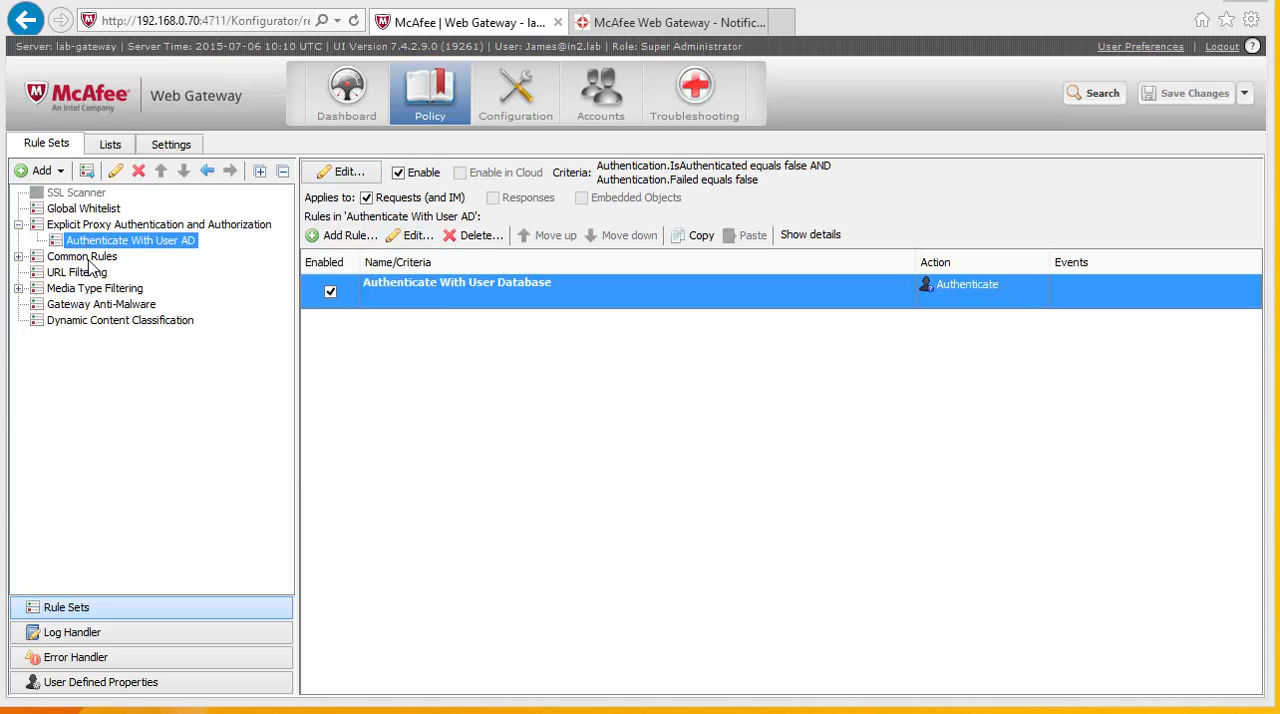 http://192.168.0.70:4711/Konfigurator/re
McAfee | Web Gateway - la...
McAfee Web Gateway - Notific...
Server: lab-gateway | Server Time: 2015-07-06 10:10 UTC | UI Version 7.4.2.9.0 (19261) | User: James@in2.lab | Role: Super Administrator
User Preferences | Logout ?
McAfee
An Intel Company
Web Gateway
Dashboard
Policy
Configuration
Accounts
Troubleshooting
Search
Save Changes
Rule Sets
Lists
Settings
Add
SSL Scanner
Global Whitelist
Explicit Proxy Authentication and Authorization
Authenticate With User AD
Common Rules
URL Filtering
Media Type Filtering
Gateway Anti-Malware
Dynamic Content Classification
Rule Sets
Log Handler
Error Handler
User Defined Properties
Edit... Enable Enable in Cloud Criteria: Authentication.IsAuthenticated equals false AND
Authentication.Failed equals false
Applies to: Requests (and IM) Responses Embedded Objects
Rules in 'Authenticate With User AD':
Add Rule... Edit... Delete... Move up Move down Copy Paste Show details
Enabled Name/Criteria Action Events
Authenticate With User Database Authenticate